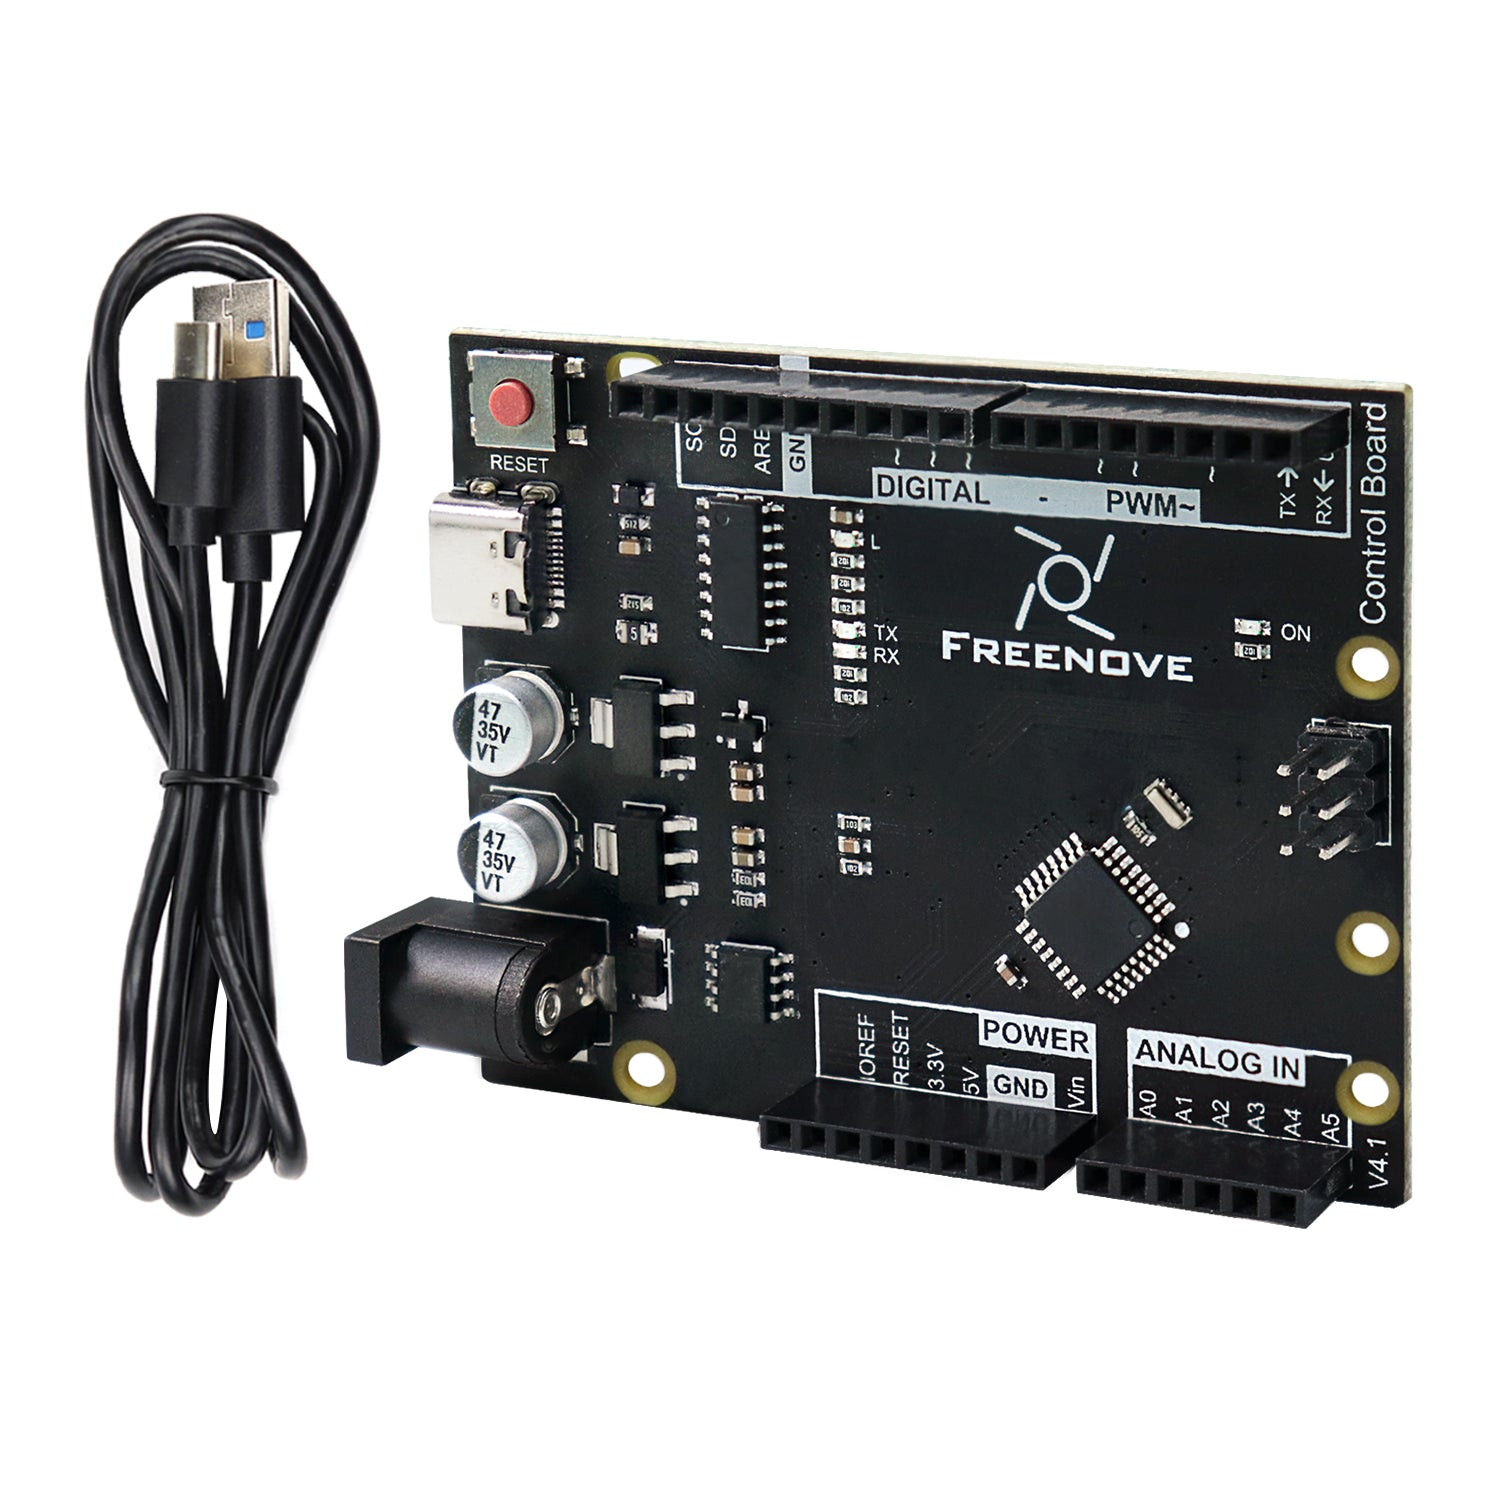 RESET
SC
SD
ARE
GN
~ ~ ~ ~ ~ ~
TX→
RX←
DIGITAL - PWM~
Control Board
L
TX
RX
FREENOVE
ON
47
35V
VT
47
35V
VT
POWER
IOREF
RESET
3.3V
5V
GND
Vin
ANALOG IN
A0
A1
A2
A3
A4
A5
V4.1